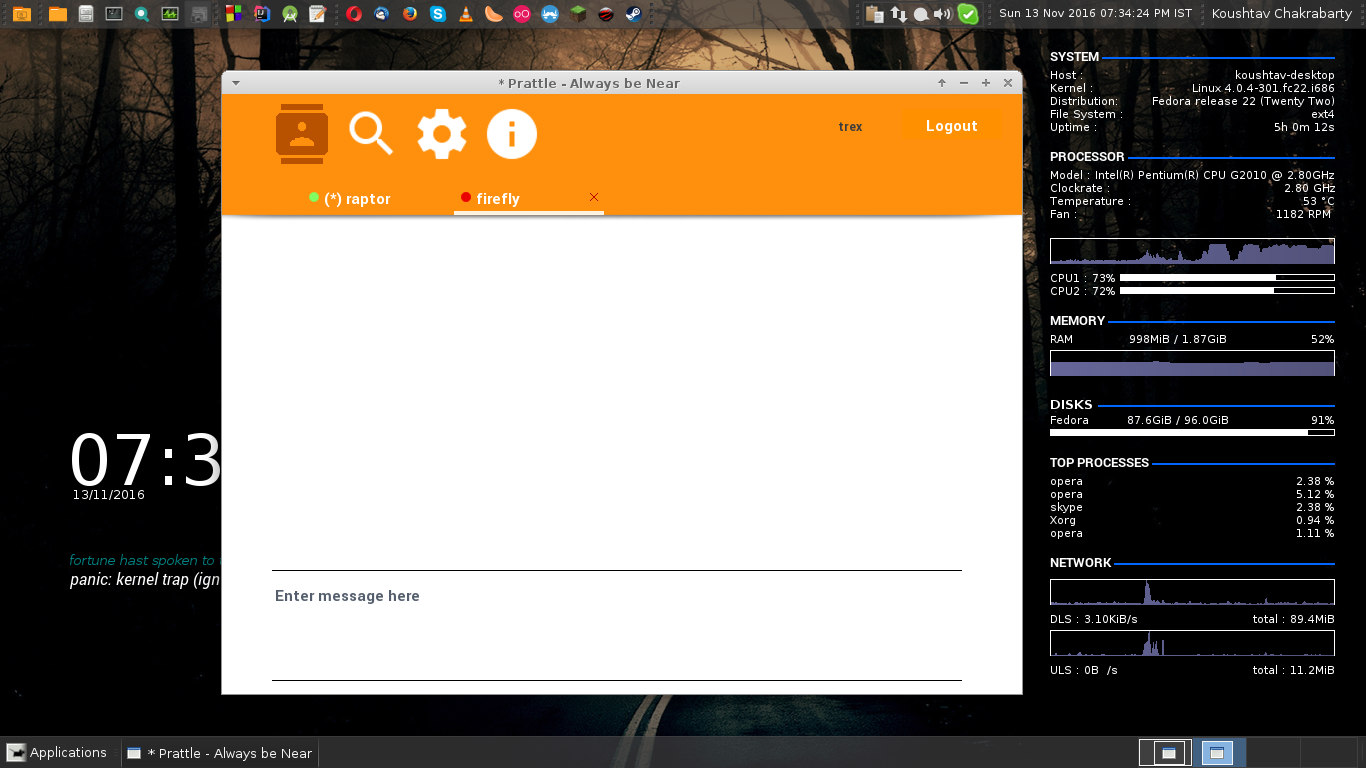 Sun 13 Nov 2016 07:34:24 PM IST
Koushtav Chakrabarty
* Prattle - Always be Near
trex
Logout
(*) raptor
firefly
Enter message here
07:3
13/11/2016
fortune hast spoken to
panic: kernel trap (ign
SYSTEM
Host : koushtav-desktop
Kernel : Linux 4.0.4-301.fc22.i686
Distribution: Fedora release 22 (Twenty Two)
File System : ext4
Uptime : 5h 0m 12s
PROCESSOR
Model : Intel(R) Pentium(R) CPU G2010 @ 2.80GHz
Clockrate : 2.80 GHz
Temperature : 53 °C
Fan : 1182 RPM
CPU1 : 73%
CPU2 : 72%
MEMORY
RAM 998MiB / 1.87GiB 52%
DISKS
Fedora 87.6GiB / 96.0GiB 91%
TOP PROCESSES
opera 2.38 %
opera 5.12 %
skype 2.38 %
Xorg 0.94 %
opera 1.11 %
NETWORK
DLS : 3.10KiB/s total : 89.4MiB
ULS : 0B /s total : 11.2MiB
Applications
* Prattle - Always be Near